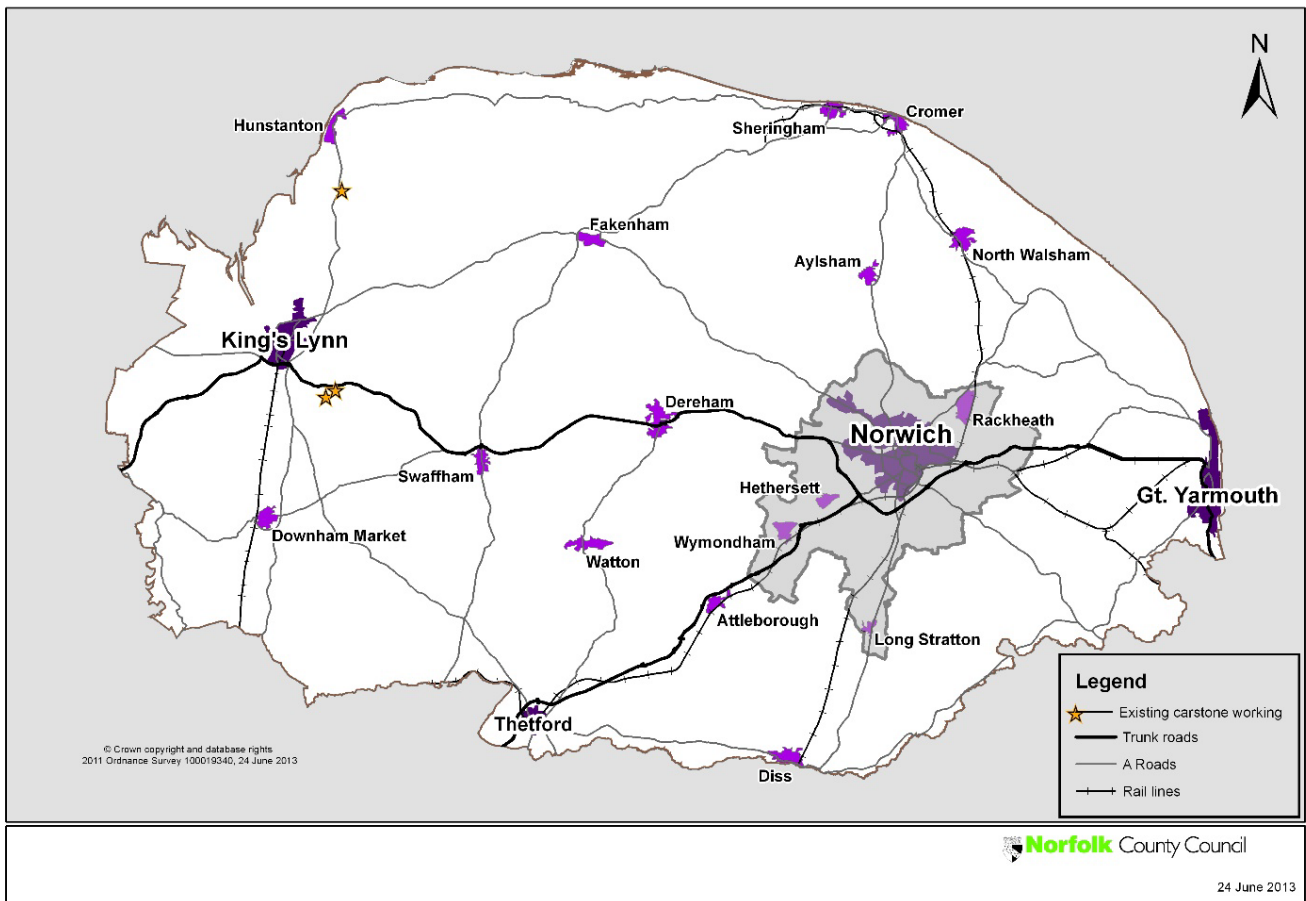 N
Hunstanton
Sheringham
Cromer
Fakenham
Aylsham
North Walsham
King's Lynn
Dereham
Rackheath
Norwich
Swaffham
Hethersett
Gt. Yarmouth
Downham Market
Wymondham
Watton
Attleborough
Long Stratton
Thetford
Diss
© Crown copyright and database rights
2011 Ordnance Survey 100019340, 24 June 2013
Legend
Existing carstone working
Trunk roads
A Roads
Rail lines
Norfolk County Council
24 June 2013